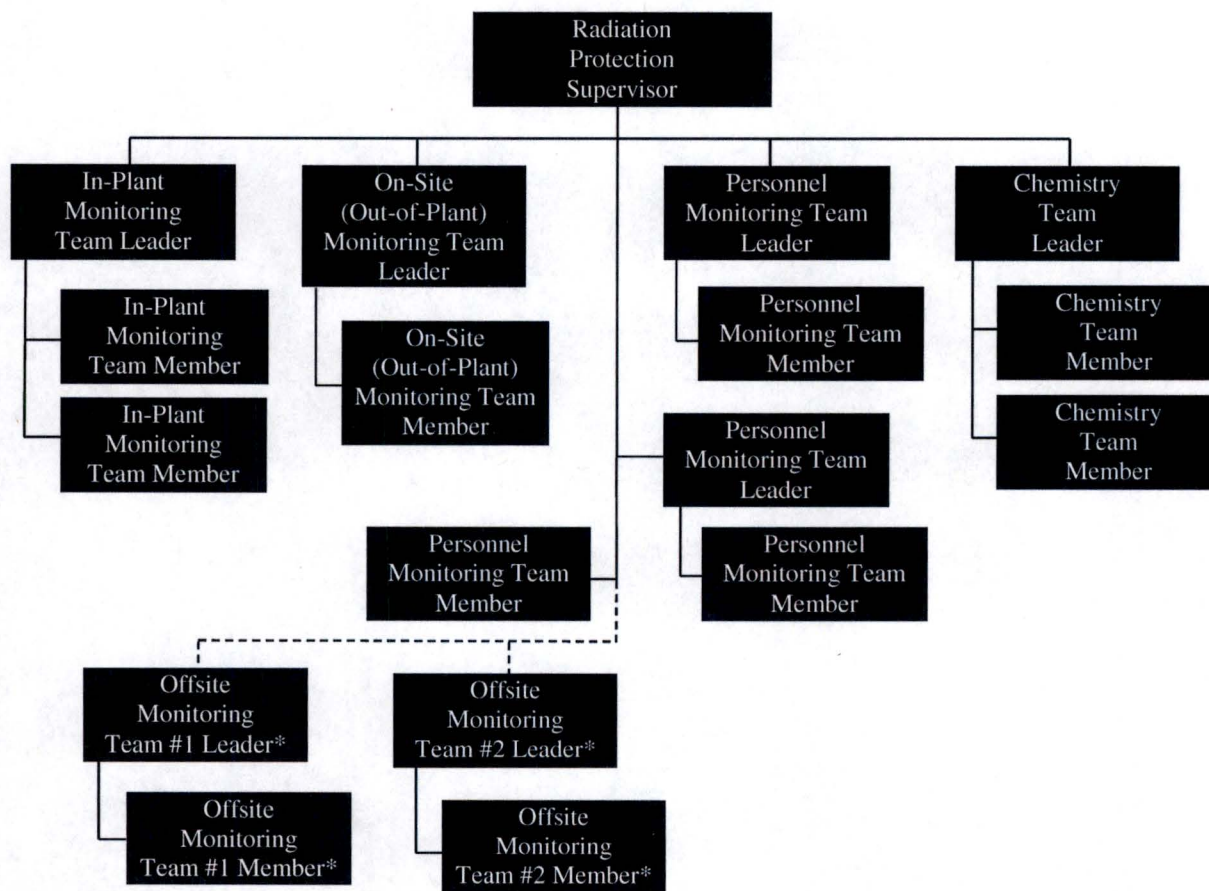 Radiation
Protection
Supervisor
In-Plant
Monitoring
Team Leader
On-Site
(Out-of-Plant)
Monitoring Team
Leader
Personnel
Monitoring Team
Leader
Chemistry
Team
Leader
In-Plant
Monitoring
Team Member
On-Site
(Out-of-Plant)
Monitoring Team
Member
Personnel
Monitoring Team
Member
Chemistry
Team
Member
In-Plant
Monitoring
Team Member
Personnel
Monitoring Team
Leader
Chemistry
Team
Member
Personnel
Monitoring Team
Member
Personnel
Monitoring Team
Member
Offsite
Monitoring
Team #1 Leader*
Offsite
Monitoring
Team #2 Leader*
Offsite
Monitoring
Team #1 Member*
Offsite
Monitoring
Team #2 Member*